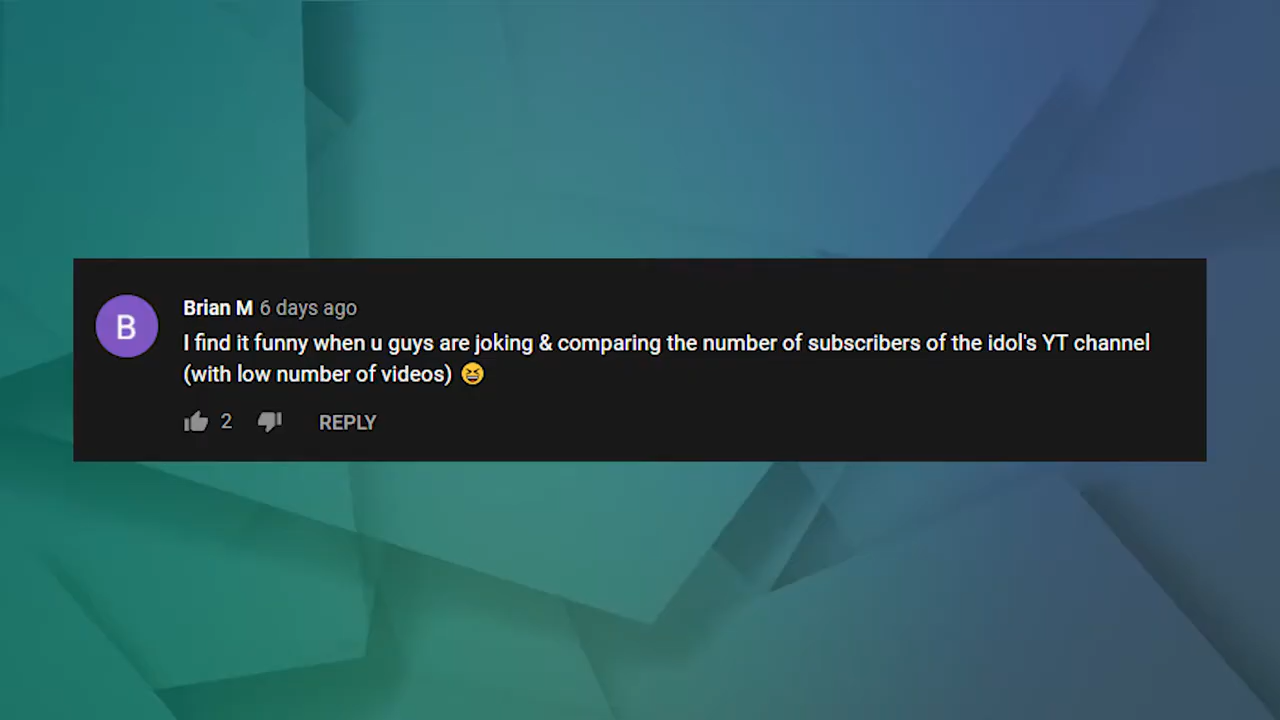 B
Brian M 6 days ago
I find it funny when u guys are joking & comparing the number of subscribers of the idol's YT channel
(with low number of videos) 😆
2 REPLY